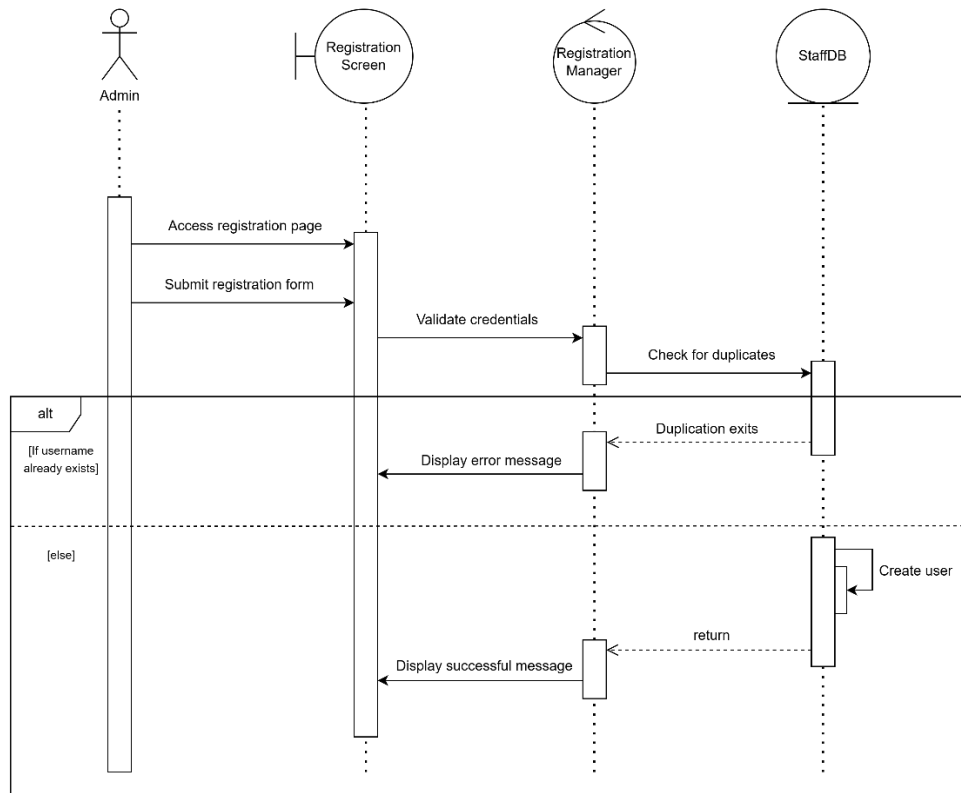 Admin
Registration
Screen
Registration
Manager
StaffDB
Access registration page
Submit registration form
Validate credentials
Check for duplicates
alt
[If username
already exists]
Duplication exits
Display error message
[else]
Create user
return
Display successful message